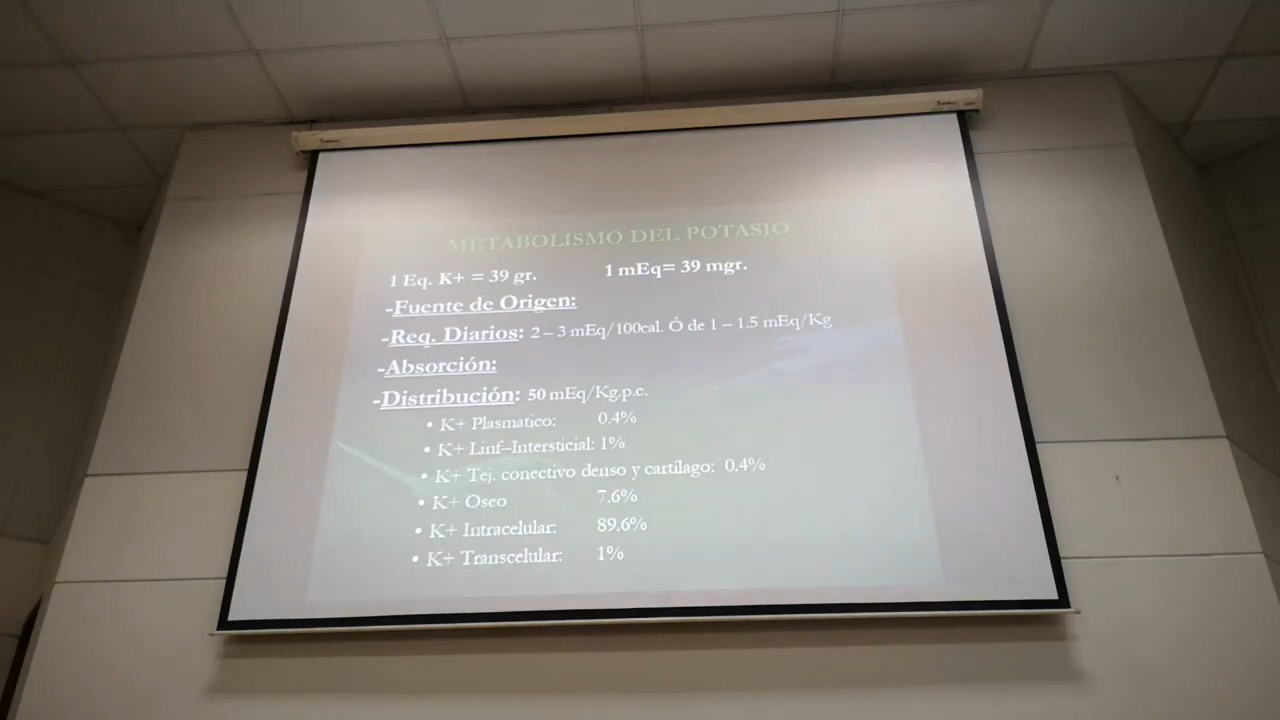 METABOLISMO DEL POTASIO
1 Eq. K+ = 39 gr. 1 mEq= 39 mgr.
-Fuente de Origen:
-Req. Diarios: 2 – 3 mEq/100cal. Ó de 1 – 1.5 mEq/Kg
-Absorción:
-Distribución: 50 mEq/Kg.p.c.
• K+ Plasmatico: 0.4%
• K+ Linf–Intersticial: 1%
• K+ Tej. conectivo denso y cartílago: 0.4%
• K+ Oseo 7.6%
• K+ Intracelular: 89.6%
• K+ Transcelular: 1%